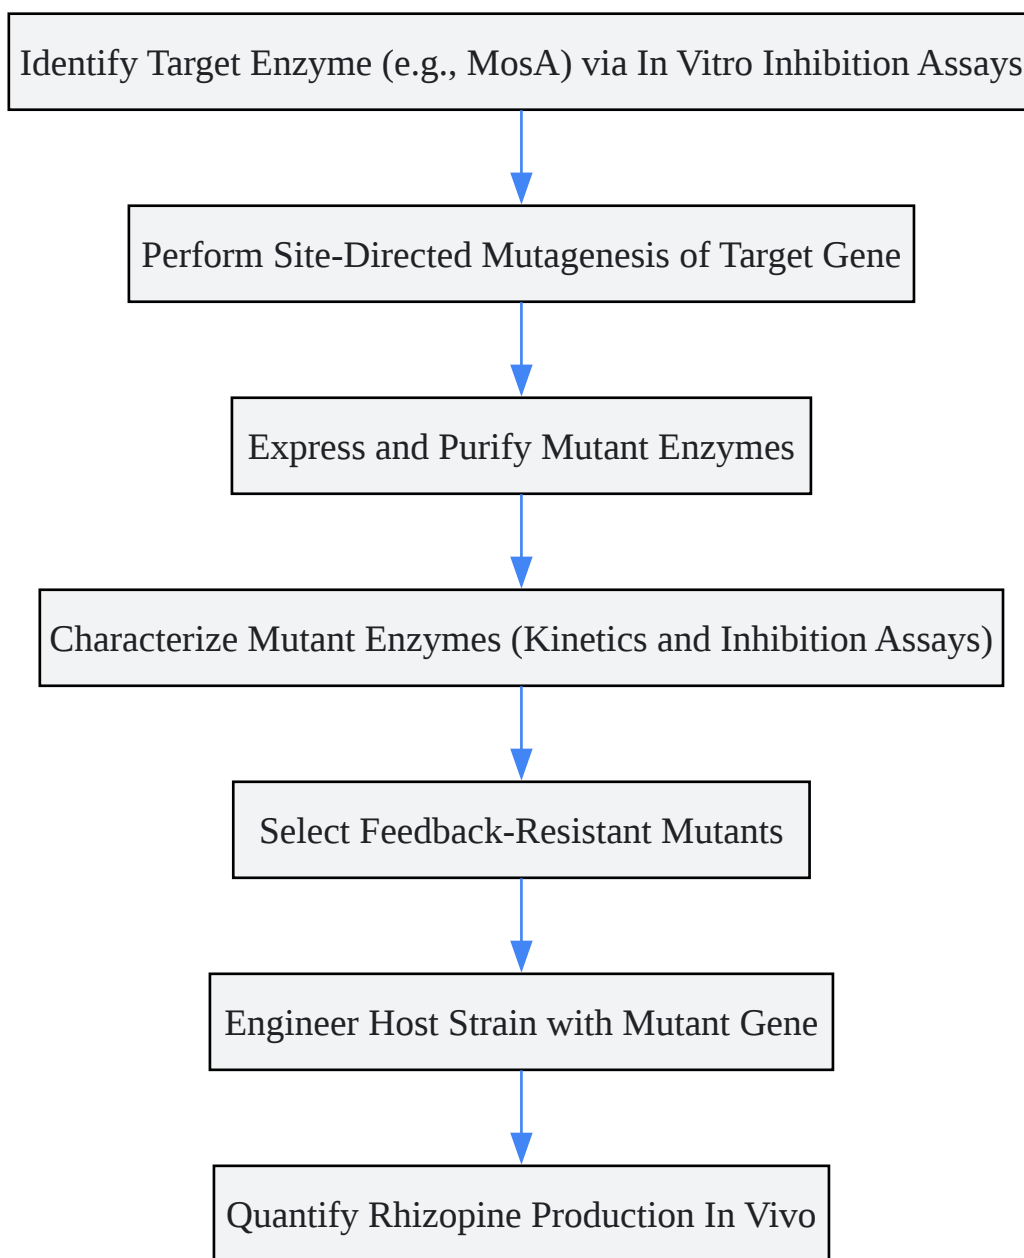 Identify Target Enzyme (e.g., MosA) via In Vitro Inhibition Assays
Perform Site-Directed Mutagenesis of Target Gene
Express and Purify Mutant Enzymes
Characterize Mutant Enzymes (Kinetics and Inhibition Assays)
Select Feedback-Resistant Mutants
Engineer Host Strain with Mutant Gene
Quantify Rhizopine Production In Vivo